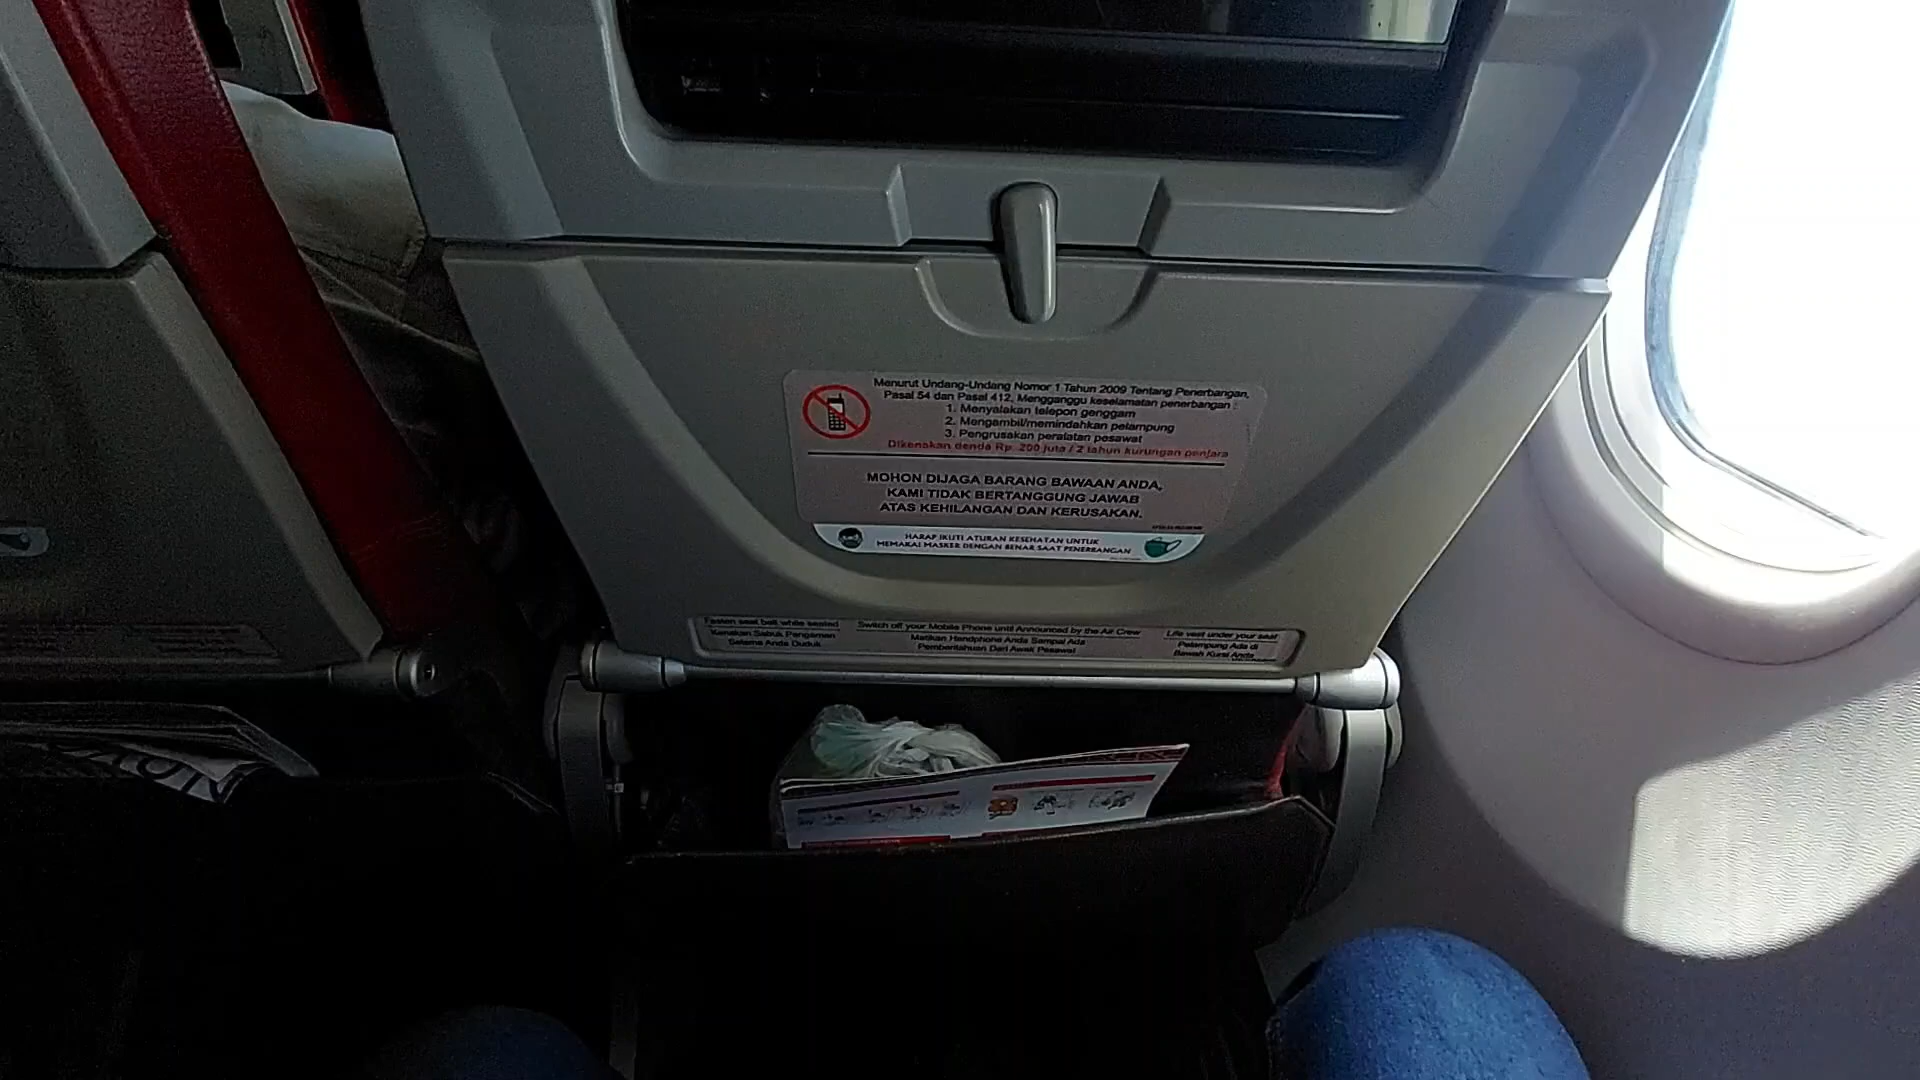 Menurut Undang-Undang Nomor 1 Tahun 2009 Tentang Penerbangan,
Pasal 54 dan Pasal 412, Mengganggu keselamatan penerbangan :
1. Menyalakan telepon genggam
2. Mengambil/memindahkan pelampung
3. Pengrusakan peralatan pesawat
Dikenakan denda Rp. 200 juta / 2 tahun kurungan penjara
MOHON DIJAGA BARANG BAWAAN ANDA,
KAMI TIDAK BERTANGGUNG JAWAB
ATAS KEHILANGAN DAN KERUSAKAN.
HARAP IKUTI ATURAN KESEHATAN UNTUK
MEMAKAI MASKER DENGAN BENAR SAAT PENERBANGAN
Fasten seat belt while seated
Kenakan Sabuk Pengaman
Selama Anda Duduk
Switch off your Mobile Phone until Announced by the Air Crew
Matikan Handphone Anda Sampai Ada
Pemberitahuan Dari Awak Pesawat
Life vest under your seat
Pelampung Ada di
Bawah Kursi Anda